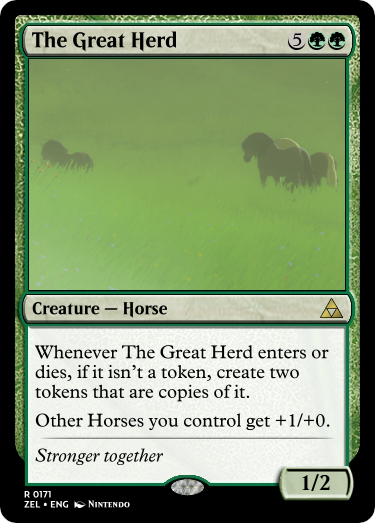 The Great Herd 5
Creature — Horse
Whenever The Great Herd enters or
dies, if it isn't a token, create two
tokens that are copies of it.
Other Horses you control get +1/+0.
Stronger together
1/2
R 0171
ZEL • ENG Nintendo